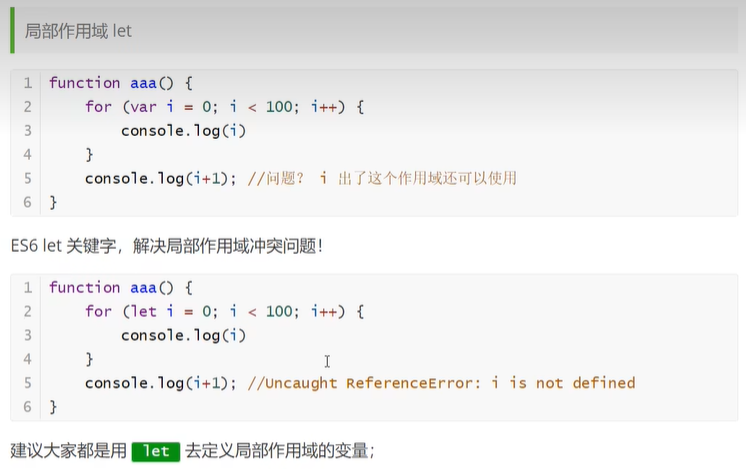 局部作用域 let
1 function aaa() {
2     for (var i = 0; i < 100; i++) {
3         console.log(i)
4     }
5     console.log(i+1); //问题？ i 出了这个作用域还可以使用
6 }
ES6 let 关键字，解决局部作用域冲突问题！
1 function aaa() {
2     for (let i = 0; i < 100; i++) {
3         console.log(i)
4     }
5     console.log(i+1); //Uncaught ReferenceError: i is not defined
6 }
建议大家都是用 let 去定义局部作用域的变量；